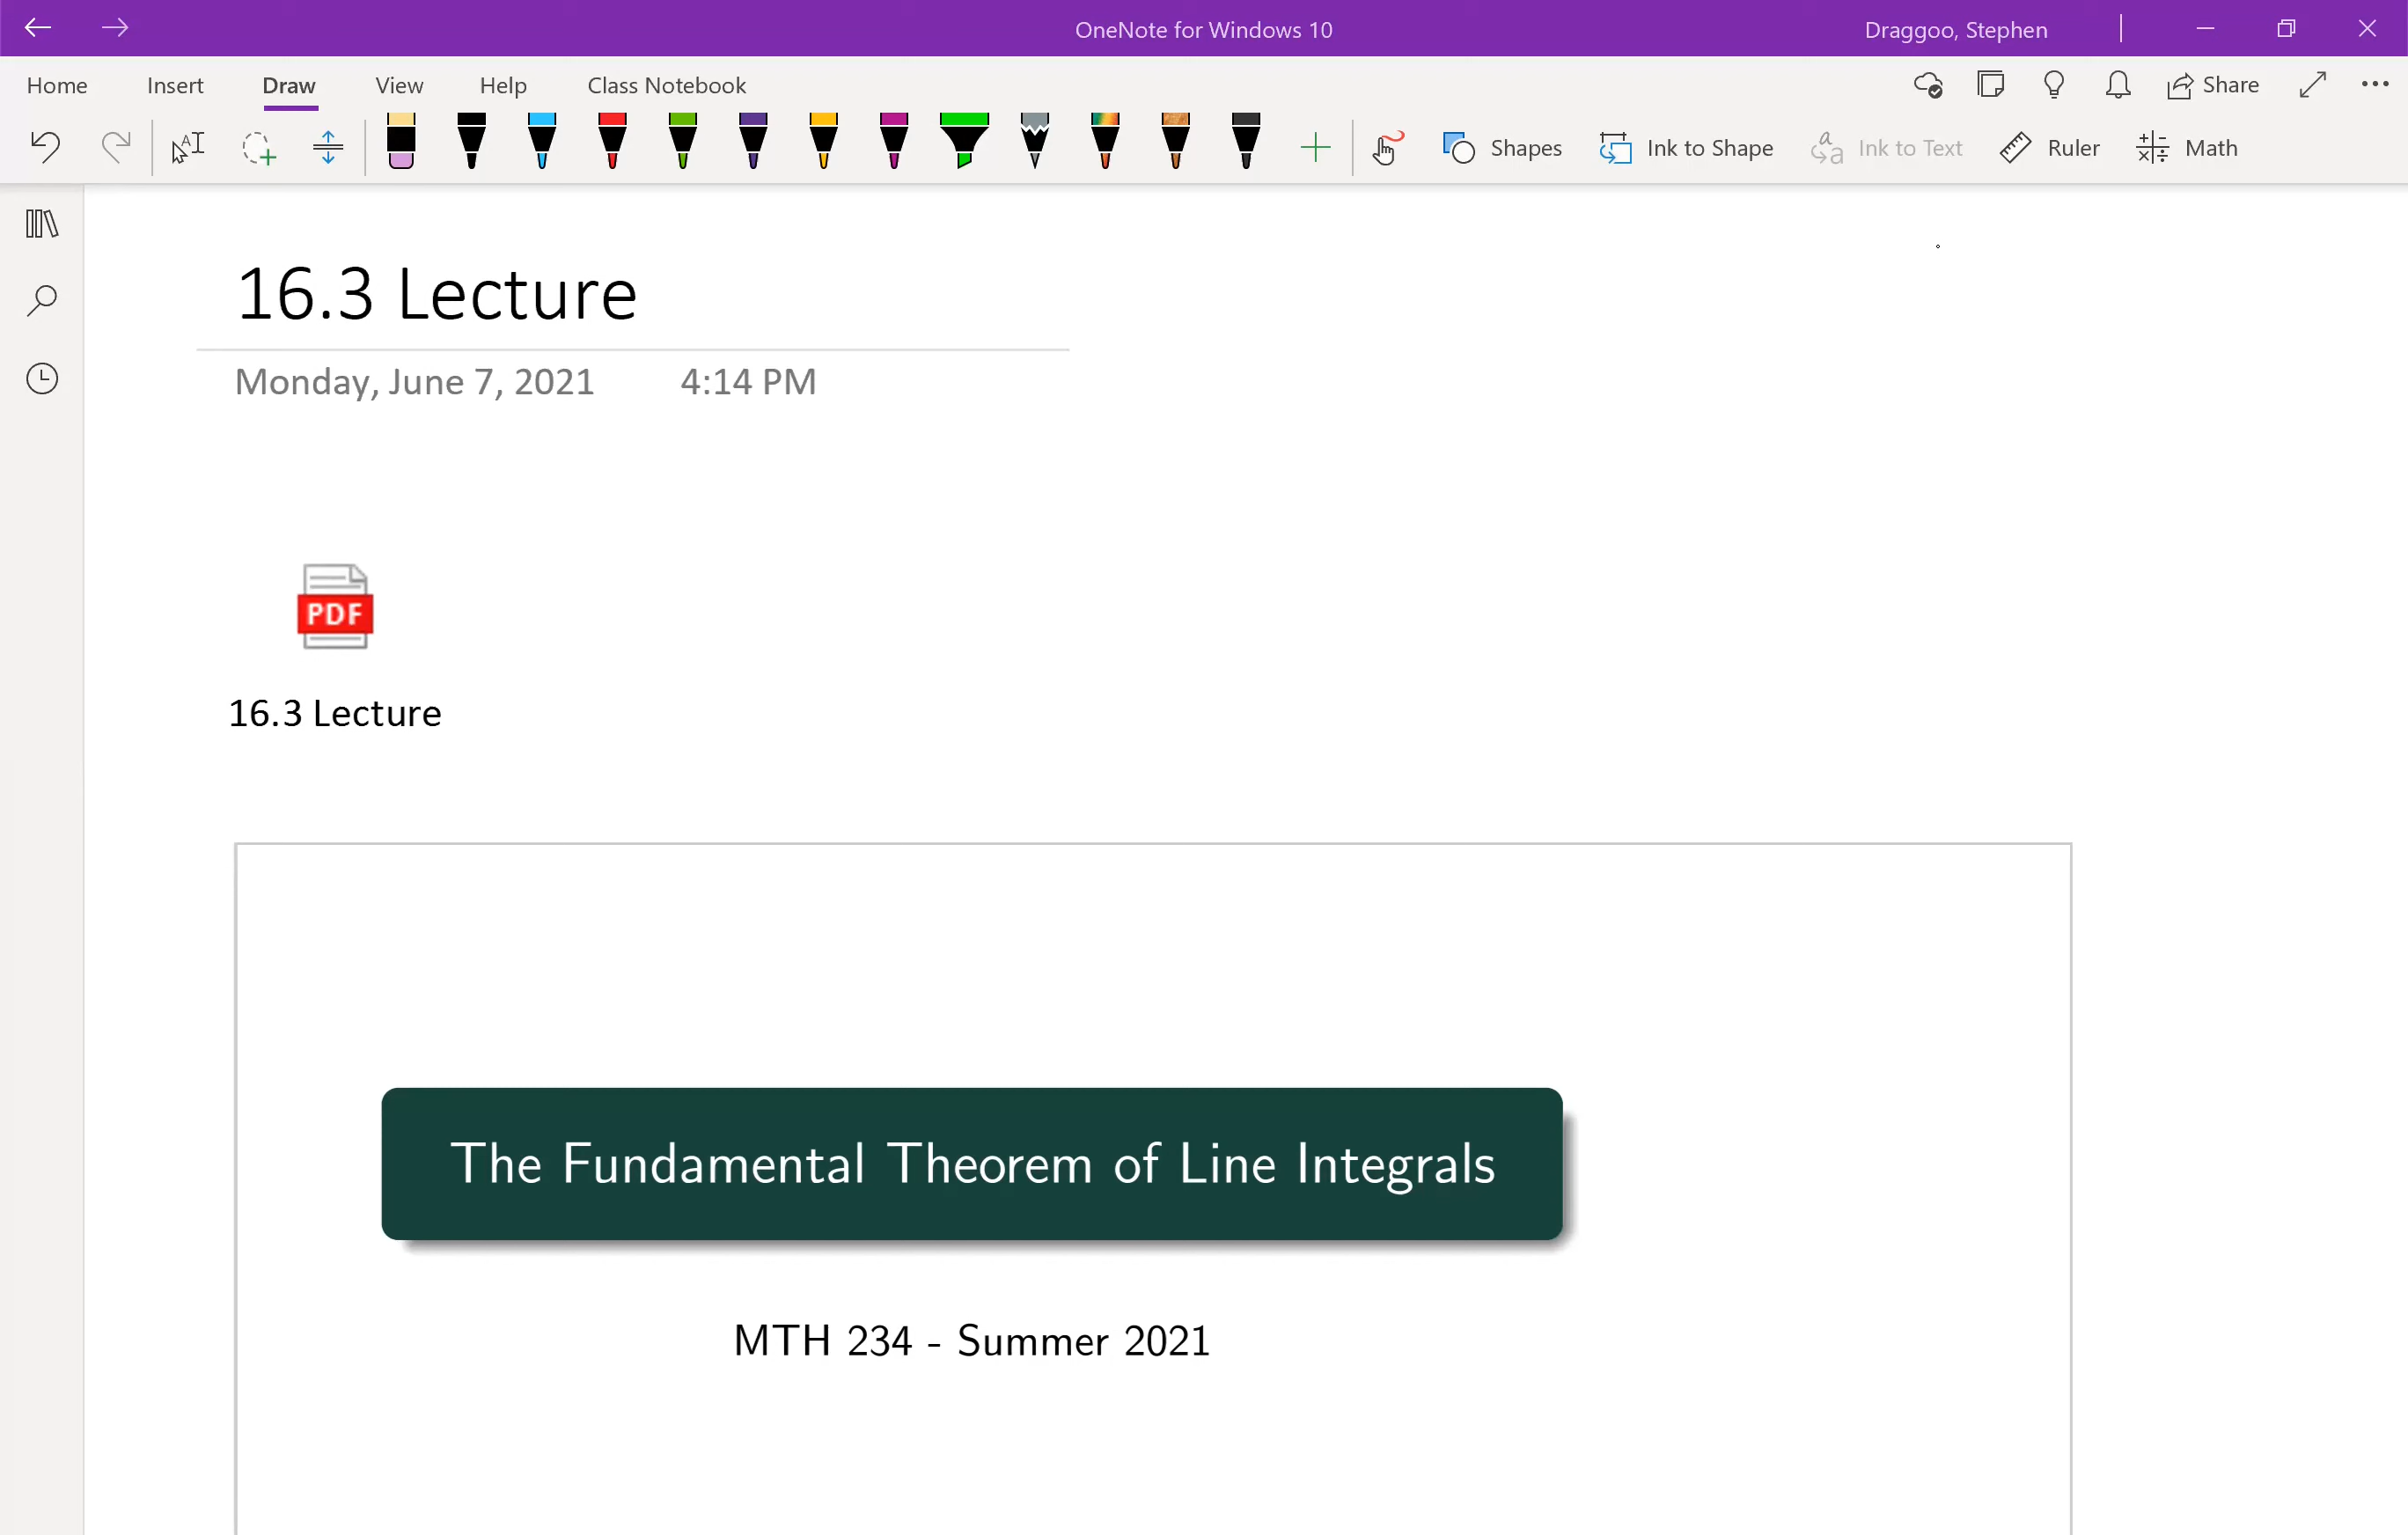 OneNote for Windows 10
Draggoo, Stephen
Home Insert Draw View Help Class Notebook Share
Shapes Ink to Shape Ink to Text Ruler Math
16.3 Lecture
Monday, June 7, 2021 4:14 PM
PDF
16.3 Lecture
The Fundamental Theorem of Line Integrals
MTH 234 - Summer 2021